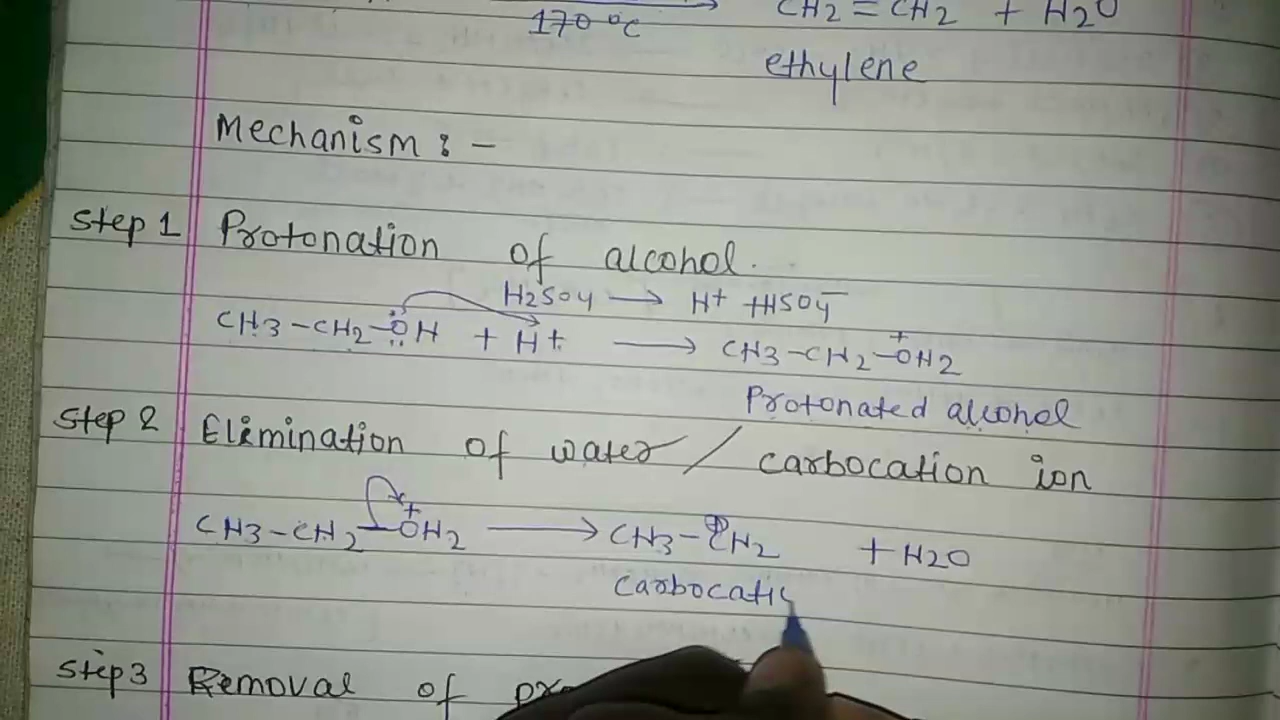 170 °C CH2 = CH2 + H2O
ethylene
Mechanism : -
Step 1 Protonation of alcohol.
H2SO4 → H+ + HSO4−
CH3 - CH2 - ÖH + H+ → CH3 - CH2 - O+H2
Protonated alcohol
Step 2 Elimination of water / carbocation ion
CH3 - CH2 - O+H2 → CH3 - C⊕H2 + H2O
Carbocati
Step 3 Removal of